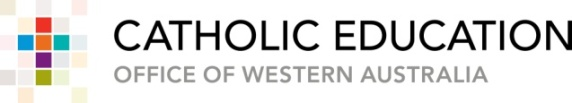 CATHOLIC EDUCATION
OFFICE OF WESTERN AUSTRALIA